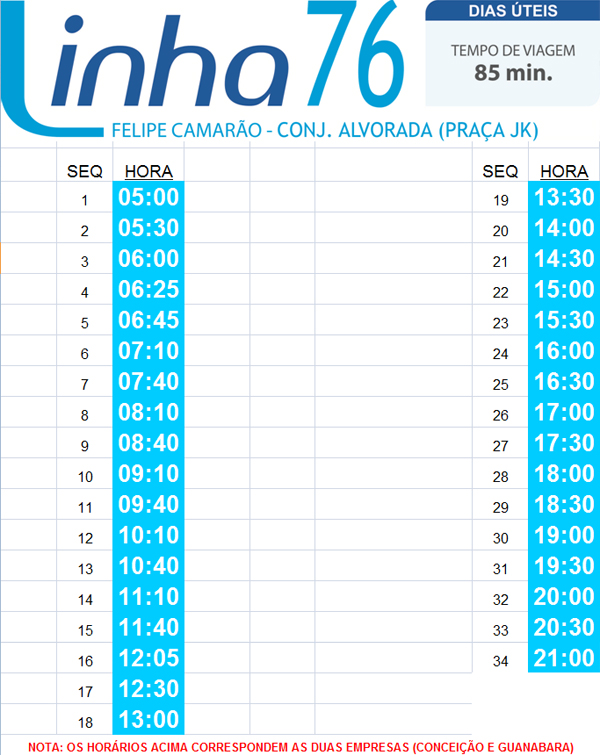 Linha 76
DIAS ÚTEIS
TEMPO DE VIAGEM
85 min.
FELIPE CAMARÃO - CONJ. ALVORADA (PRAÇA JK)
SEQ HORA SEQ HORA
1 05:00 19 13:30
2 05:30 20 14:00
3 06:00 21 14:30
4 06:25 22 15:00
5 06:45 23 15:30
6 07:10 24 16:00
7 07:40 25 16:30
8 08:10 26 17:00
9 08:40 27 17:30
10 09:10 28 18:00
11 09:40 29 18:30
12 10:10 30 19:00
13 10:40 31 19:30
14 11:10 32 20:00
15 11:40 33 20:30
16 12:05 34 21:00
17 12:30
18 13:00
NOTA: OS HORÁRIOS ACIMA CORRESPONDEM AS DUAS EMPRESAS (CONCEIÇÃO E GUANABARA)